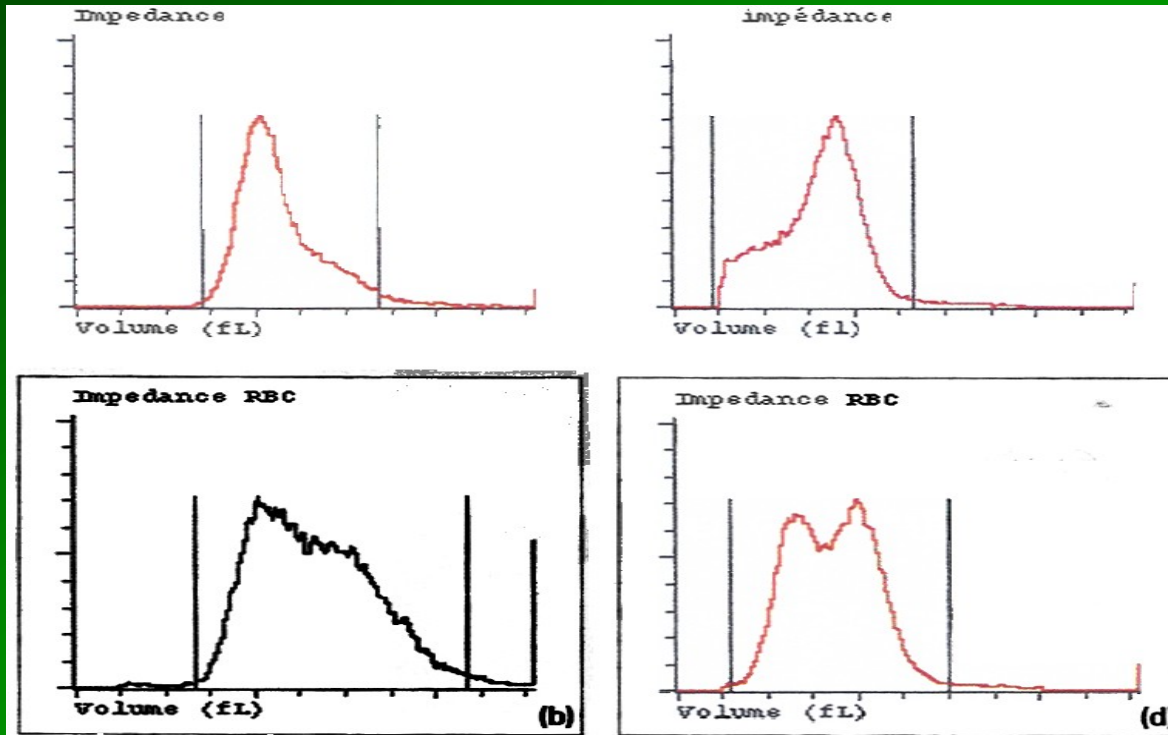 Impedance
impédance
Volume (fL)
Volume (fl)
Impedance RBC
Impedance RBC
Volume (fL)
(b)
Volume (fL)
(d)